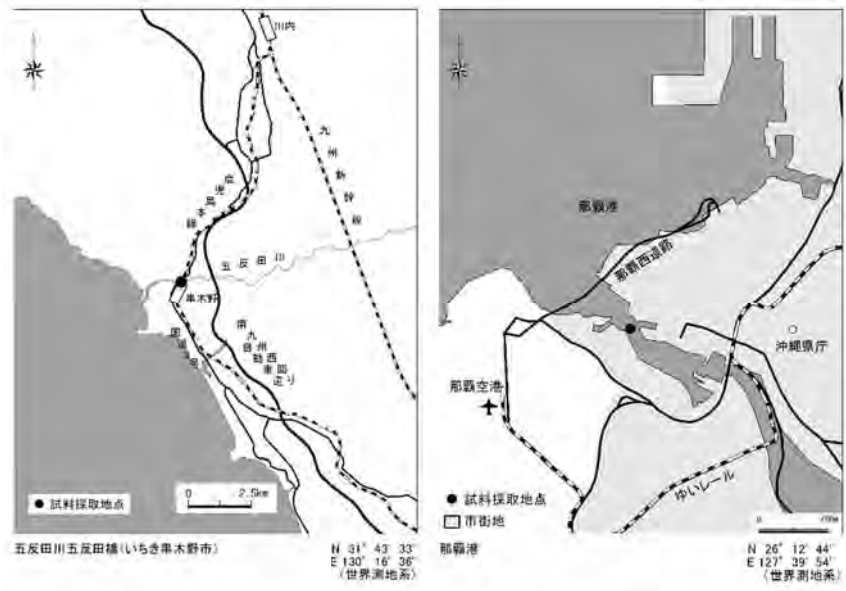 川内
九州新幹線
鹿児島本線
五反田川
串木野
国道3号
南九州西回り
自動車道
● 試料採取地点
0 2.5km
五反田川五反田橋(いちき串木野市)
N 31° 43′ 33″
E 130° 16′ 36″
(世界測地系)
那覇港
那覇西道路
沖縄県庁
那覇空港
ゆいレール
● 試料採取地点
市街地
那覇港
N 26° 12′ 44″
E 127° 39′ 54″
(世界測地系)